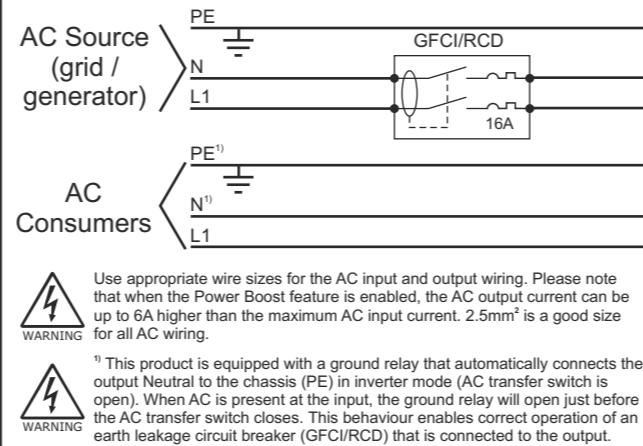 AC Source
(grid /
generator)
PE
N
L1
GFCI/RCD
16A
AC
Consumers
PE¹⁾
N¹⁾
L1
WARNING
Use appropriate wire sizes for the AC input and output wiring. Please note
that when the Power Boost feature is enabled, the AC output current can be
up to 6A higher than the maximum AC input current. 2.5mm² is a good size
for all AC wiring.
WARNING
¹⁾ This product is equipped with a ground relay that automatically connects the
output Neutral to the chassis (PE) in inverter mode (AC transfer switch is
open). When AC is present at the input, the ground relay will open just before
the AC transfer switch closes. This behaviour enables correct operation of an
earth leakage circuit breaker (GFCI/RCD) that is connected to the output.